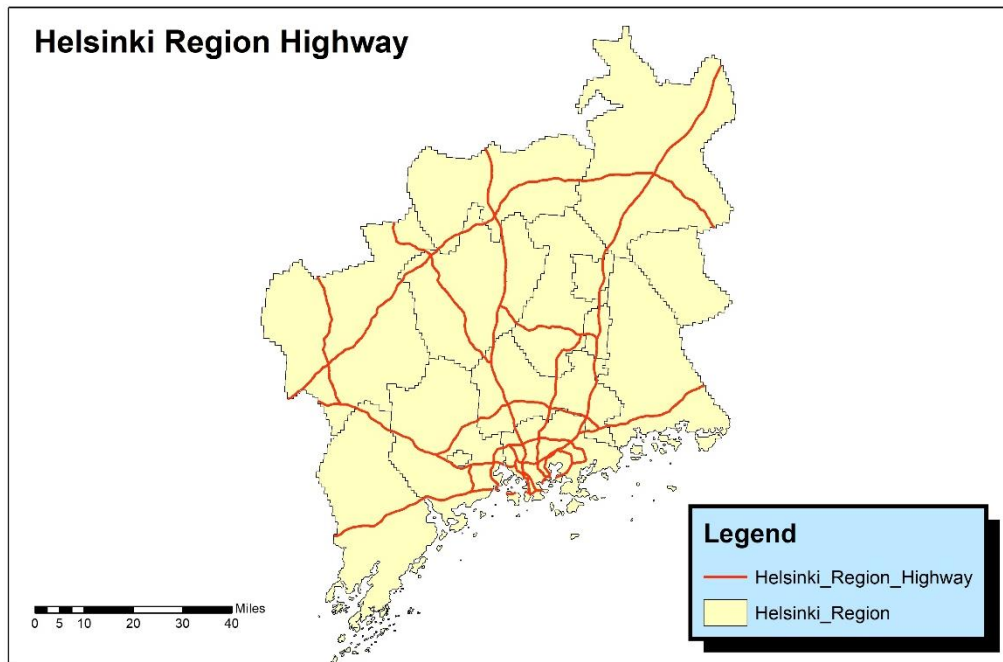 Helsinki Region Highway
Legend
Helsinki_Region_Highway
Helsinki_Region
Miles
0 5 10 20 30 40